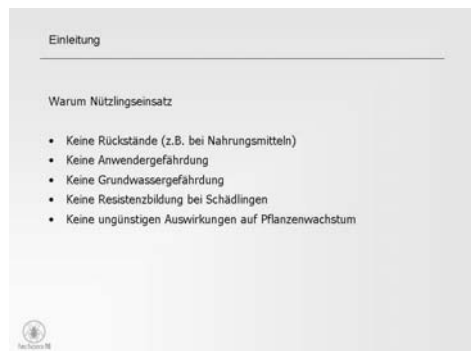 Einleitung
Warum Nützlingseinsatz
• Keine Rückstände (z.B. bei Nahrungsmitteln)
• Keine Anwendergefährdung
• Keine Grundwassergefährdung
• Keine Resistenzbildung bei Schädlingen
• Keine ungünstigen Auswirkungen auf Pflanzenwachstum